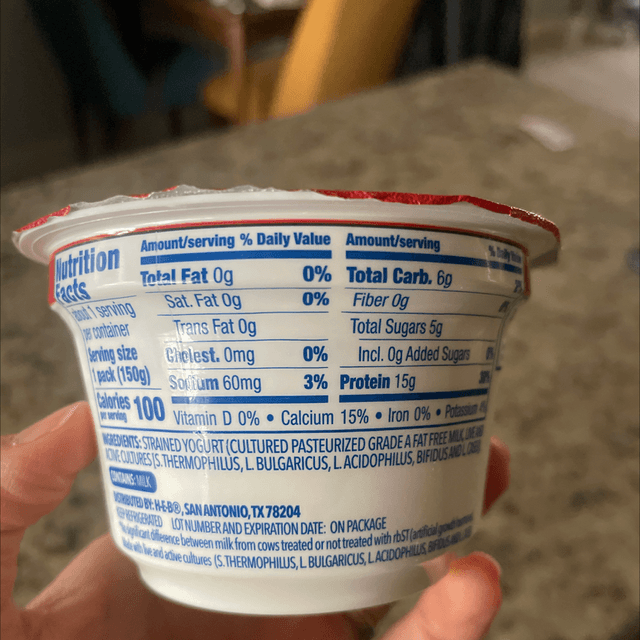 Nutrition
Facts
about 1 serving
per container
Serving size
1 pack (150g)
Calories
per serving
100
Amount/serving % Daily Value
Total Fat 0g 0%
Sat. Fat 0g 0%
Trans Fat 0g
Cholest. 0mg 0%
Sodium 60mg 3%
Amount/serving % Daily Value
Total Carb. 6g
Fiber 0g
Total Sugars 5g
Incl. 0g Added Sugars
Protein 15g
Vitamin D 0% • Calcium 15% • Iron 0% • Potassium
INGREDIENTS: STRAINED YOGURT (CULTURED PASTEURIZED GRADE A FAT FREE MILK, LIVE AND
ACTIVE CULTURES (S. THERMOPHILUS, L. BULGARICUS, L. ACIDOPHILUS, BIFIDUS AND L.
CONTAINS: MILK
DISTRIBUTED BY: H-E-B®, SAN ANTONIO, TX 78204
KEEP REFRIGERATED LOT NUMBER AND EXPIRATION DATE: ON PACKAGE
significant difference between milk from cows treated or not treated with rbST (artificial growth
with live and active cultures (S. THERMOPHILUS, L. BULGARICUS, L. ACIDOPHILUS, BIFIDUS